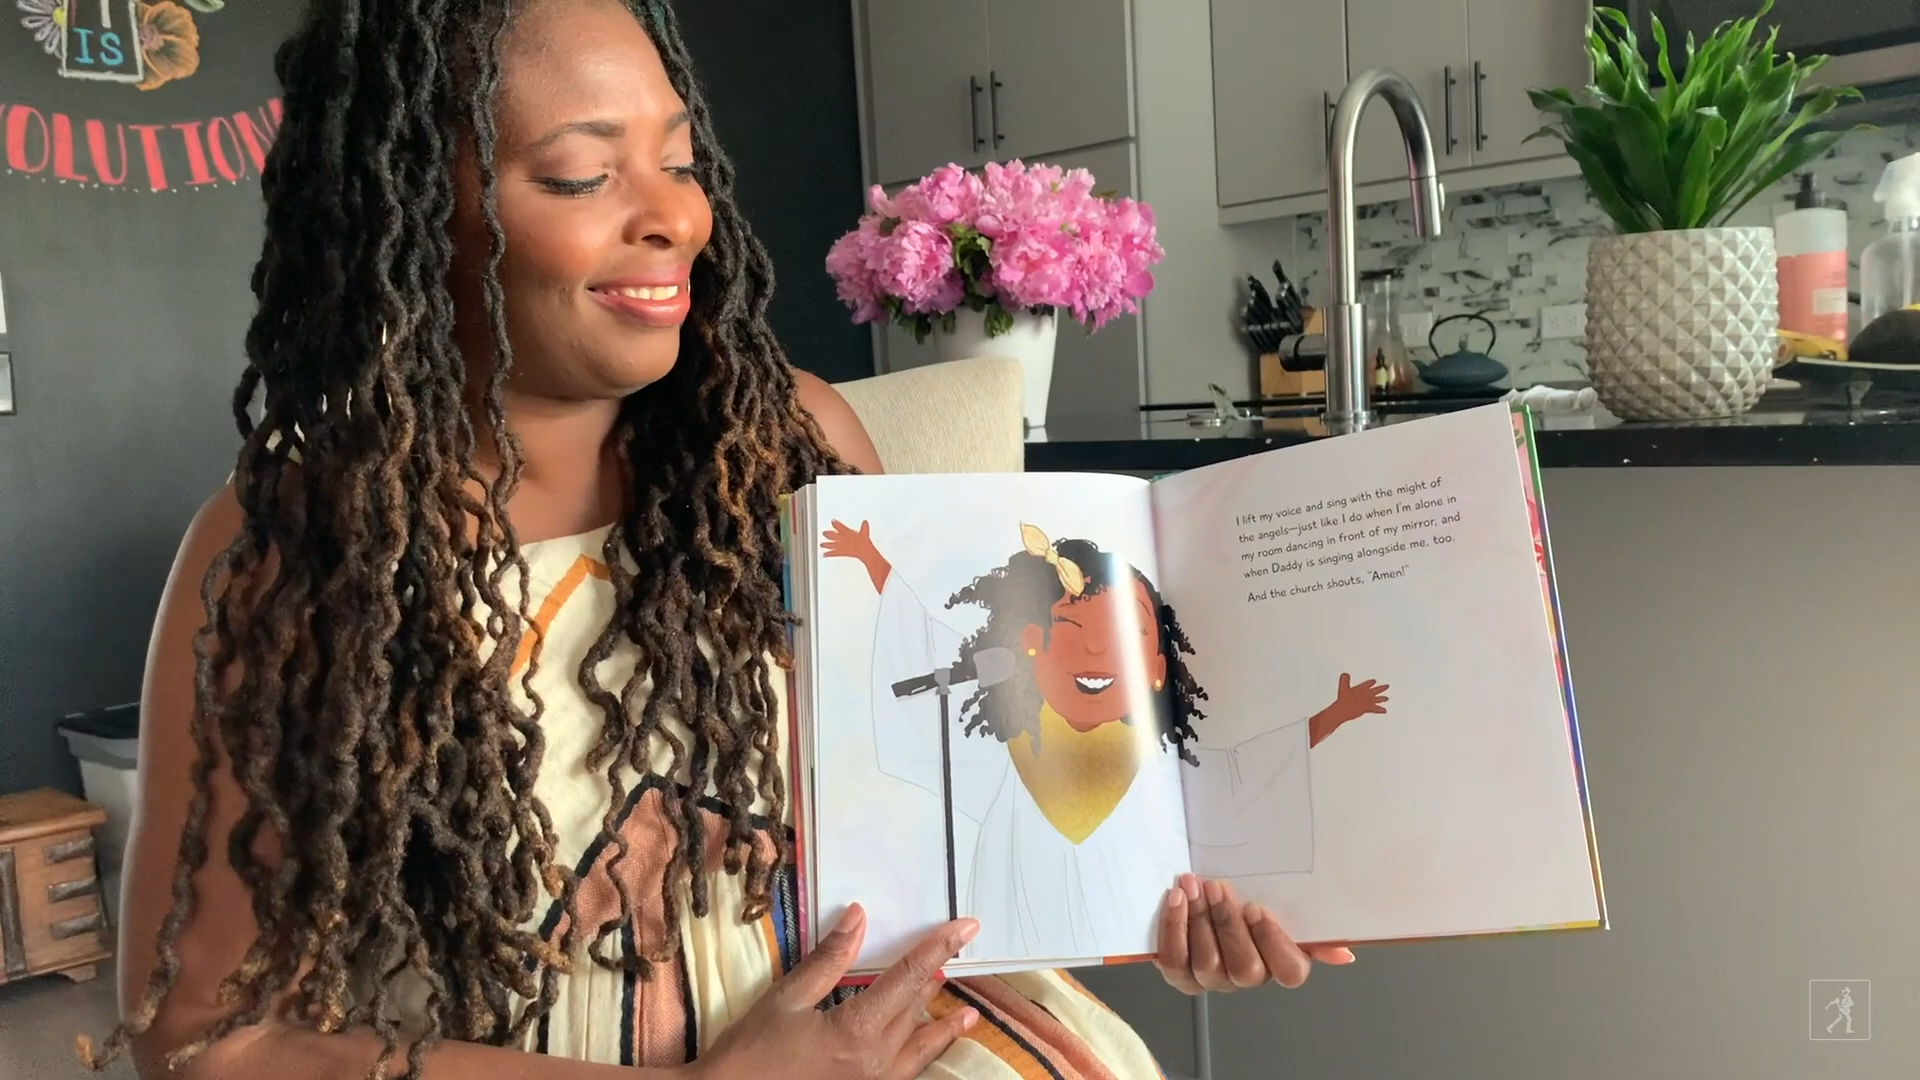 IS
OLUTION!
I lift my voice and sing with the might of
the angels—just like I do when I'm alone in
my room dancing in front of my mirror, and
when Daddy is singing alongside me, too.
And the church shouts, "Amen!"